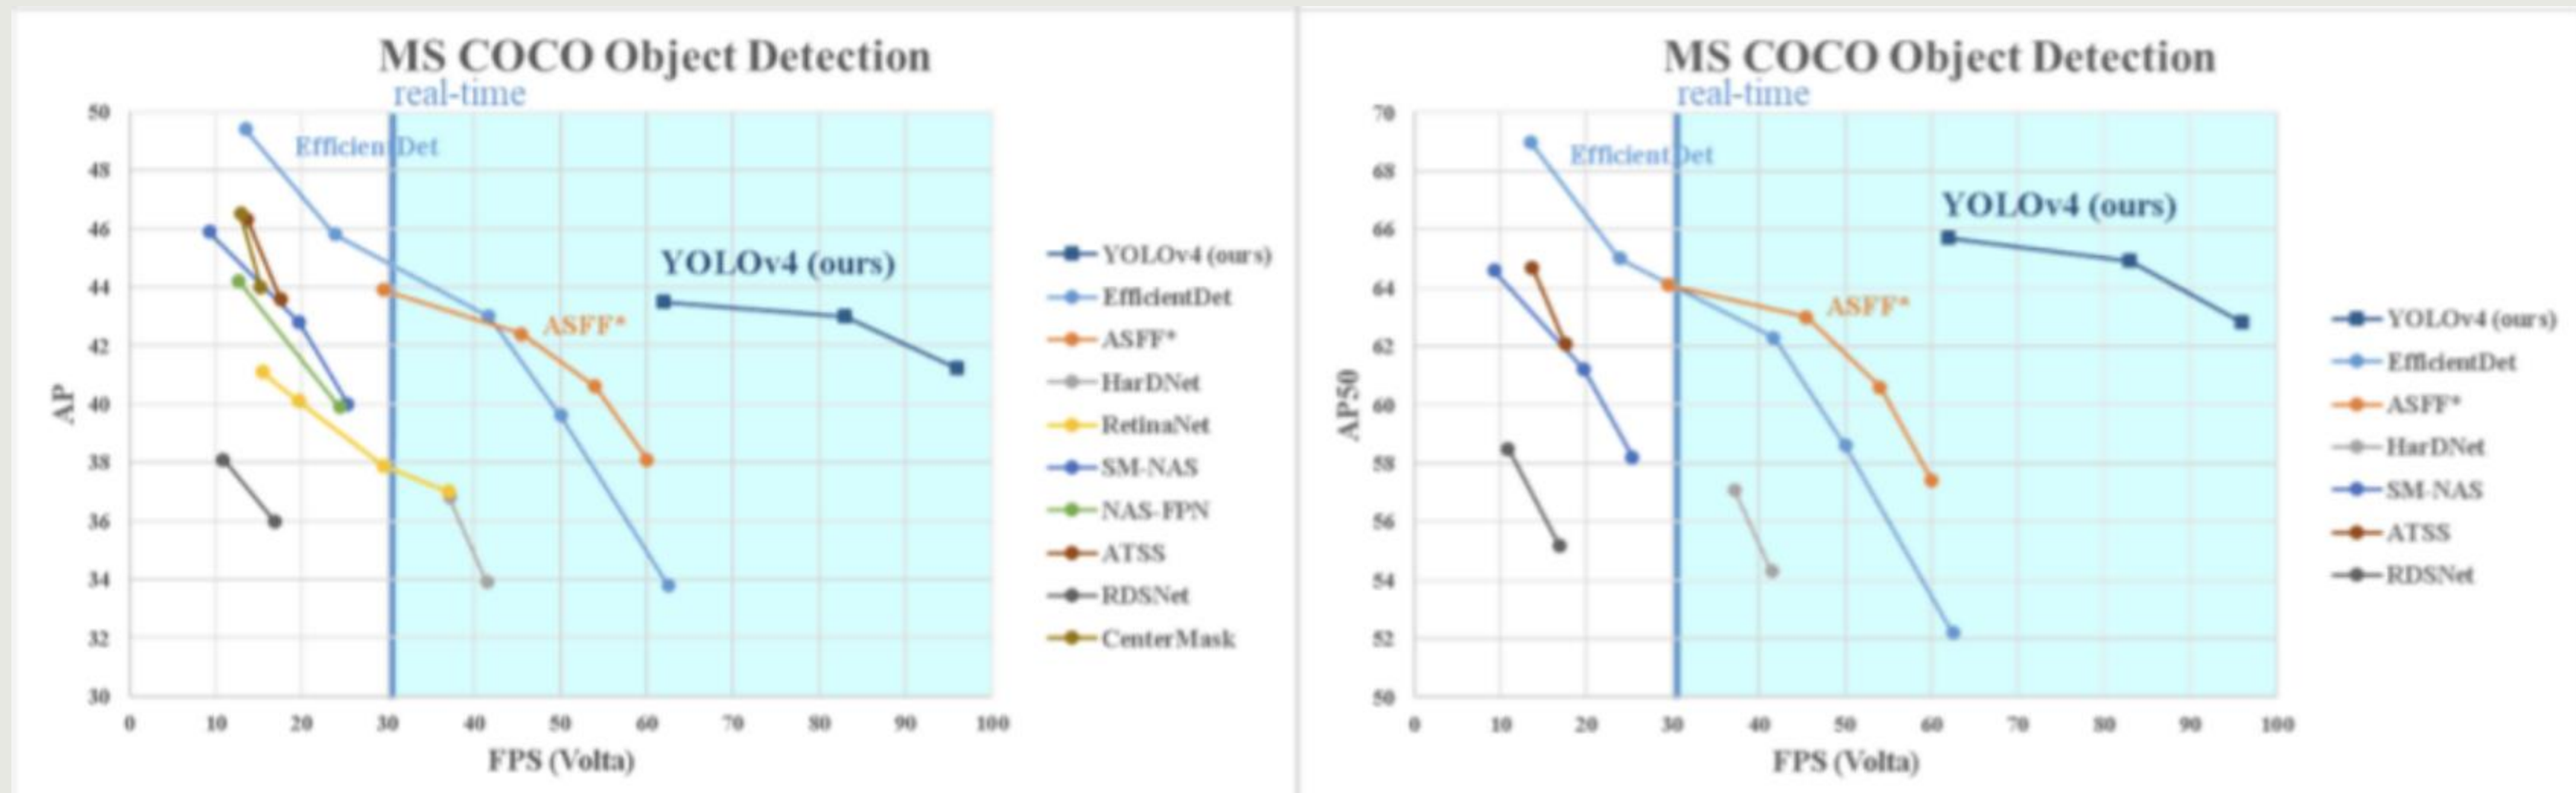 MS COCO Object Detection
real-time
50
EfficientDet
48
46
YOLOv4 (ours)
44
ASFF*
42
AP
40
38
36
34
32
30
0 10 20 30 40 50 60 70 80 90 100
FPS (Volta)
YOLOv4 (ours)
EfficientDet
ASFF*
HarDNet
RetinaNet
SM-NAS
NAS-FPN
ATSS
RDSNet
CenterMask
MS COCO Object Detection
real-time
70
EfficientDet
68
YOLOv4 (ours)
66
64
ASFF*
62
AP50
60
58
56
54
52
50
0 10 20 30 40 50 60 70 80 90 100
FPS (Volta)
YOLOv4 (ours)
EfficientDet
ASFF*
HarDNet
SM-NAS
ATSS
RDSNet